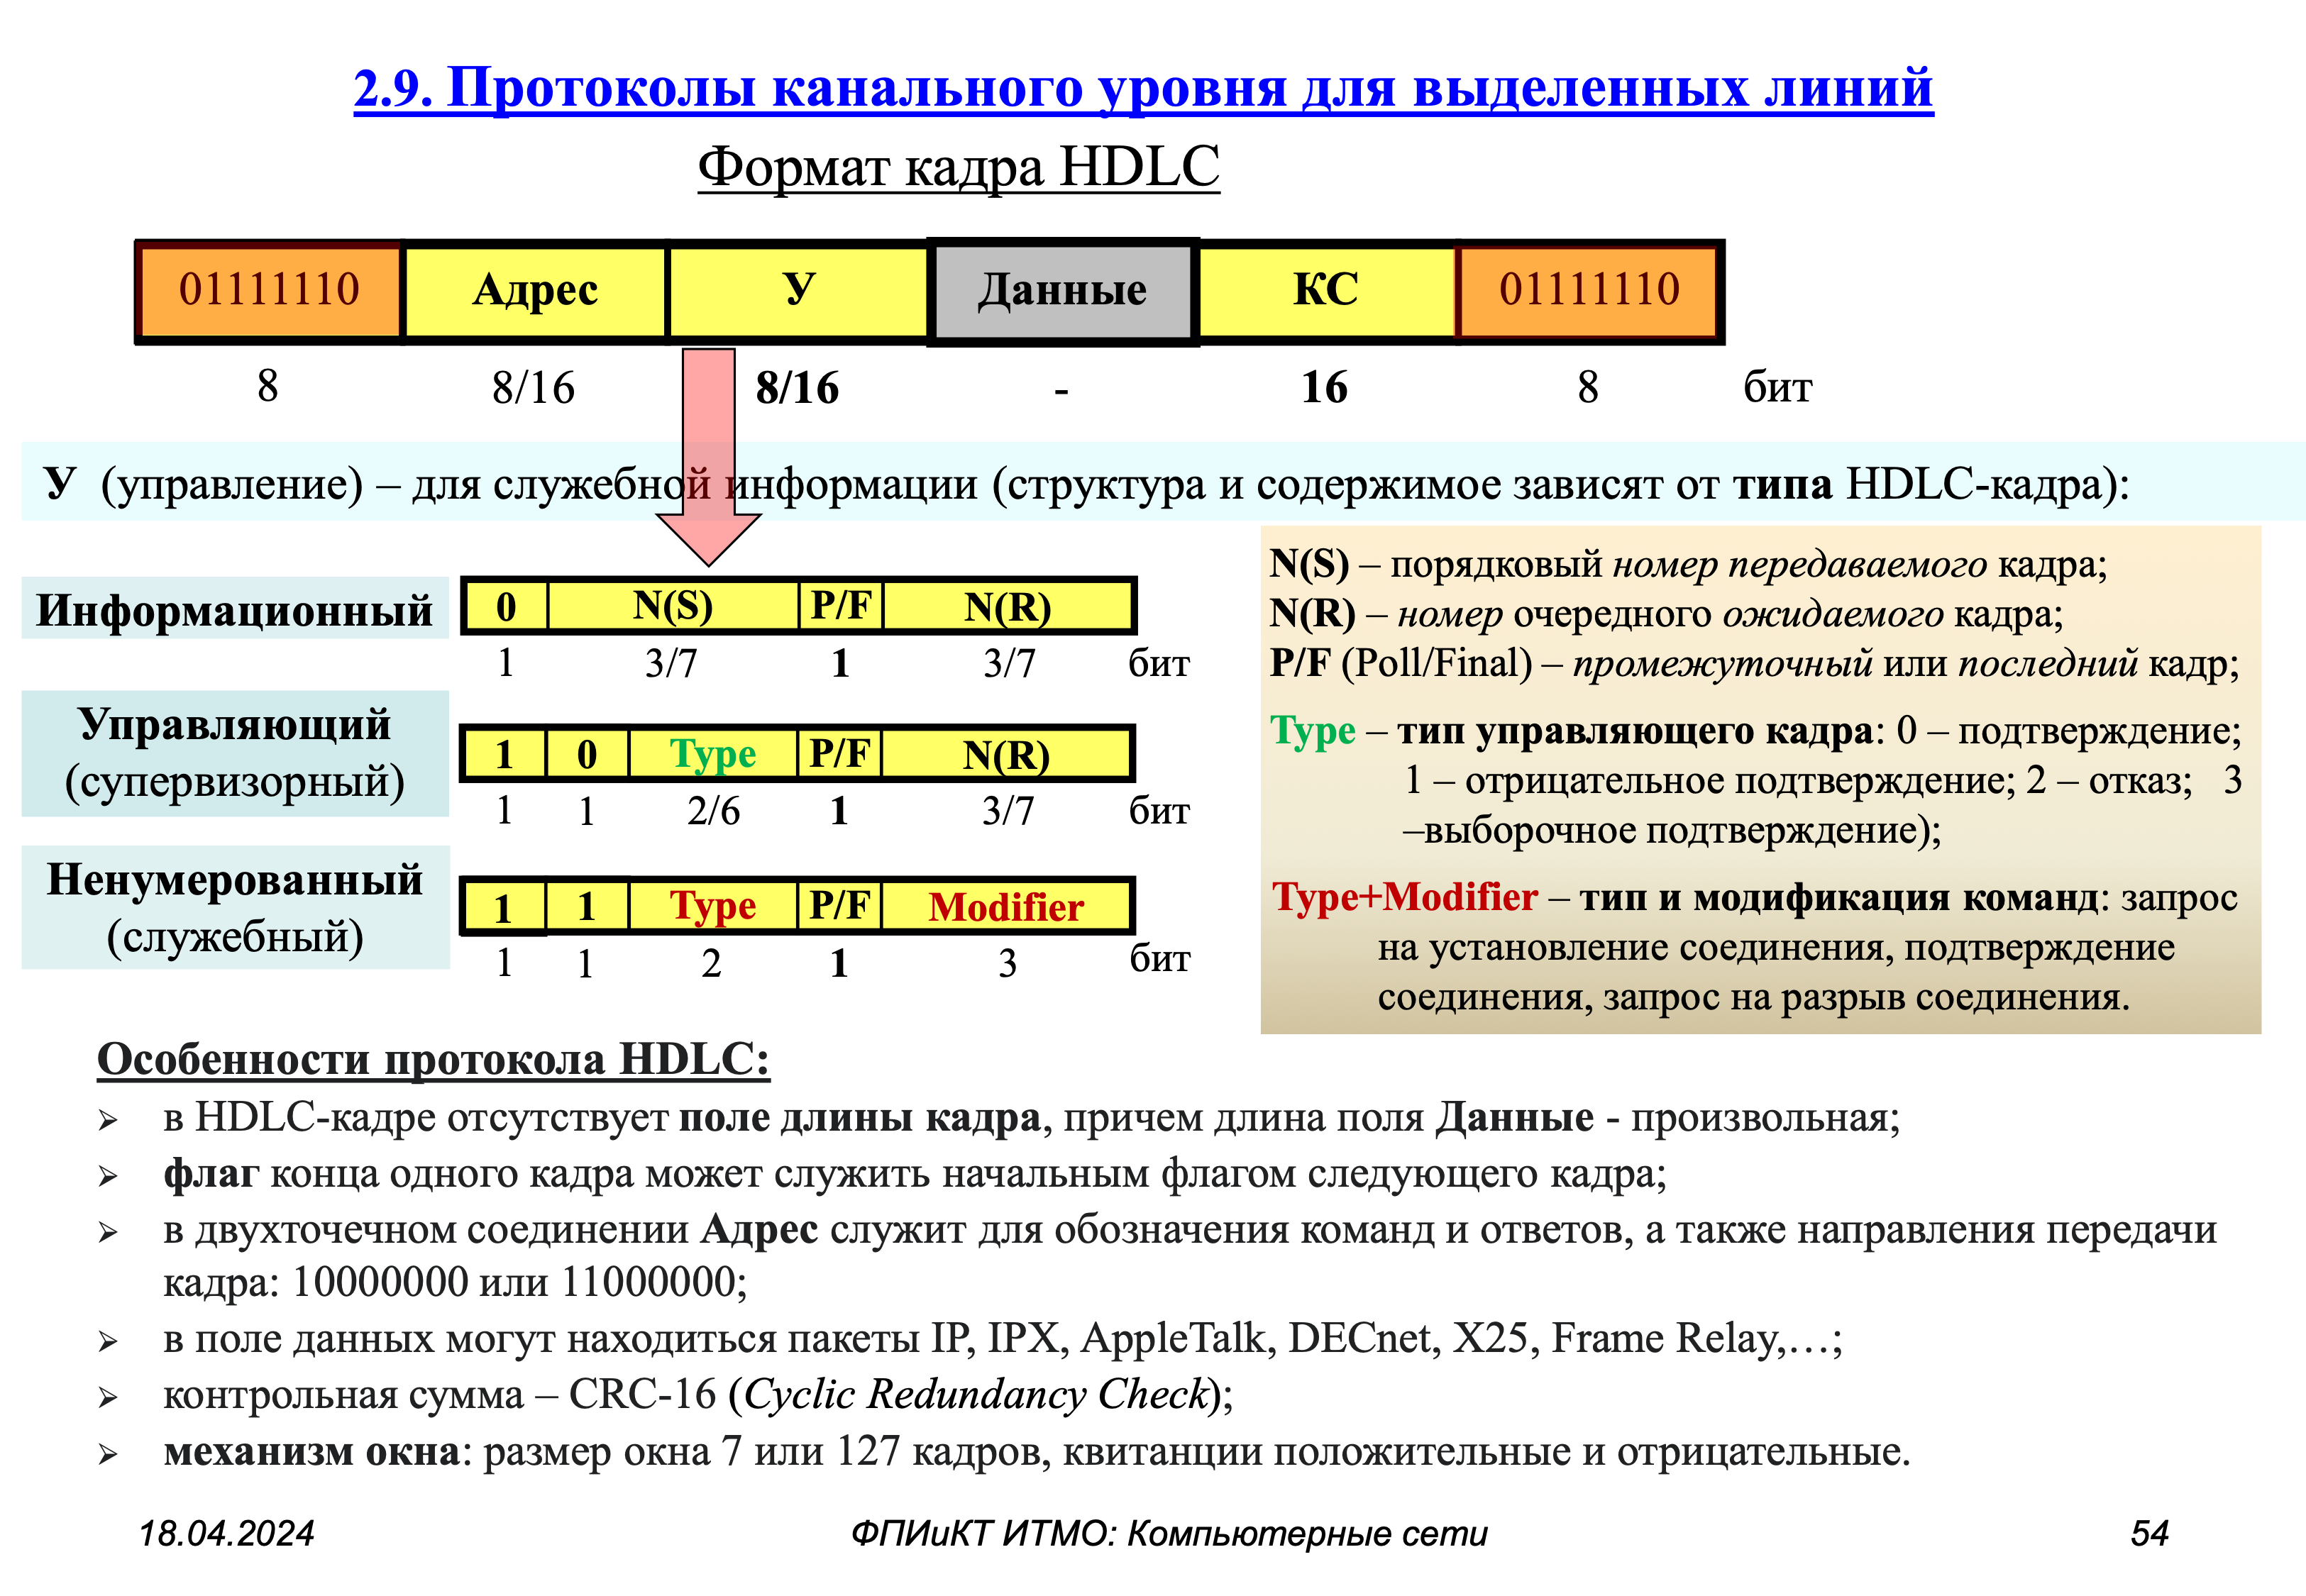 2.9. Протоколы канального уровня для выделенных линий
Формат кадра HDLC
01111110 Адрес У Данные КС 01111110
8 8/16 8/16 - 16 8 бит
У (управление) – для служебной информации (структура и содержимое зависят от типа HDLC-кадра):
Информационный
0 N(S) P/F N(R)
1 3/7 1 3/7 бит
Управляющий
(супервизорный)
1 0 Type P/F N(R)
1 1 2/6 1 3/7 бит
Ненумерованный
(служебный)
1 1 Type P/F Modifier
1 1 2 1 3 бит
N(S) – порядковый номер передаваемого кадра;
N(R) – номер очередного ожидаемого кадра;
P/F (Poll/Final) – промежуточный или последний кадр;
Type – тип управляющего кадра: 0 – подтверждение;
1 – отрицательное подтверждение; 2 – отказ; 3
–выборочное подтверждение);
Type+Modifier – тип и модификация команд: запрос
на установление соединения, подтверждение
соединения, запрос на разрыв соединения.
Особенности протокола HDLC:
➢ в HDLC-кадре отсутствует поле длины кадра, причем длина поля Данные - произвольная;
➢ флаг конца одного кадра может служить начальным флагом следующего кадра;
➢ в двухточечном соединении Адрес служит для обозначения команд и ответов, а также направления передачи
кадра: 10000000 или 11000000;
➢ в поле данных могут находиться пакеты IP, IPX, AppleTalk, DECnet, X25, Frame Relay,…;
➢ контрольная сумма – CRC-16 (Cyclic Redundancy Check);
➢ механизм окна: размер окна 7 или 127 кадров, квитанции положительные и отрицательные.
18.04.2024 ФПИиКТ ИТМО: Компьютерные сети 54